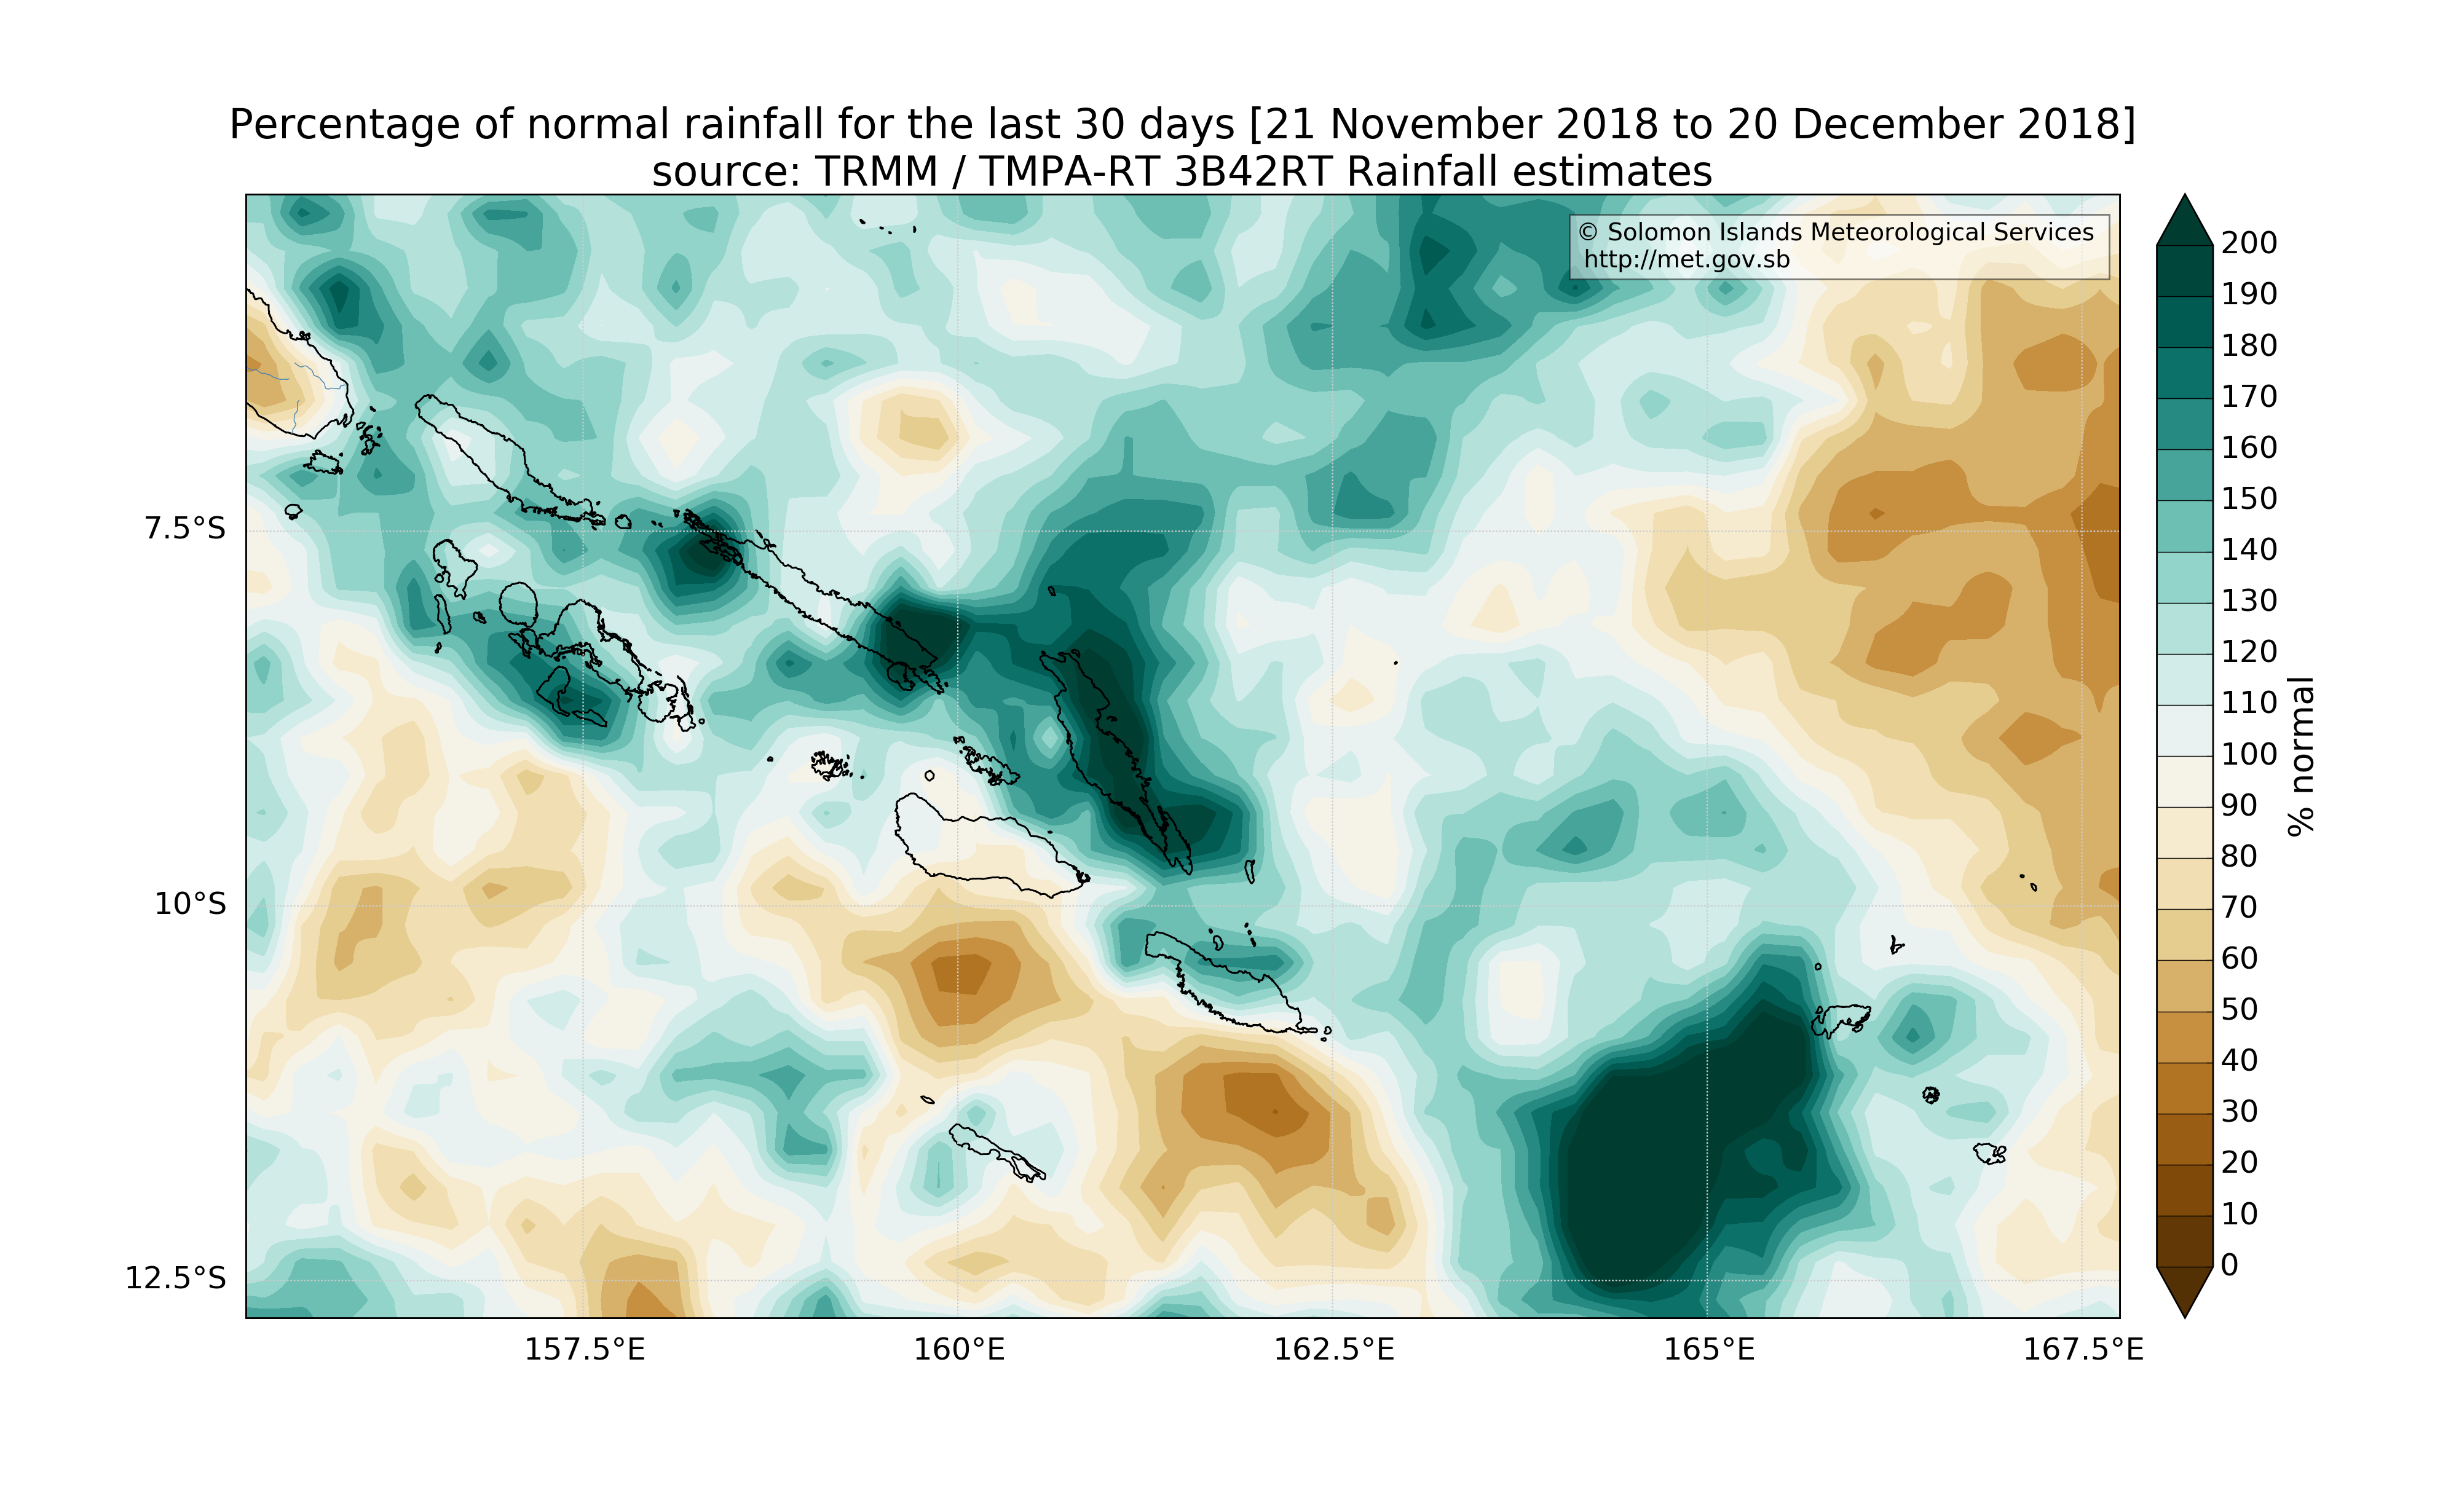 Percentage of normal rainfall for the last 30 days [21 November 2018 to 20 December 2018]
source: TRMM / TMPA-RT 3B42RT Rainfall estimates
© Solomon Islands Meteorological Services
http://met.gov.sb
7.5°S
10°S
12.5°S
157.5°E
160°E
162.5°E
165°E
167.5°E
200
190
180
170
160
150
140
130
120
110
100
90
80
70
60
50
40
30
20
10
0
% normal